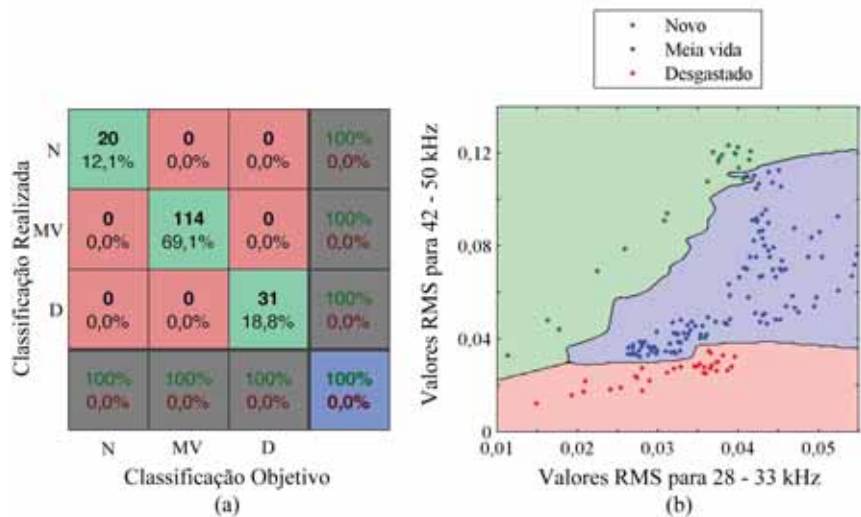 Novo
Meia vida
Desgastado
Classificação Realizada
N
20
12,1%
0
0,0%
0
0,0%
100%
0,0%
MV
0
0,0%
114
69,1%
0
0,0%
100%
0,0%
D
0
0,0%
0
0,0%
31
18,8%
100%
0,0%
100%
0,0%
100%
0,0%
100%
0,0%
100%
0,0%
N
MV
D
Classificação Objetivo
(a)
Valores RMS para 42 - 50 kHz
0,12
0,08
0,04
0
0,01
0,02
0,03
0,04
0,05
Valores RMS para 28 - 33 kHz
(b)